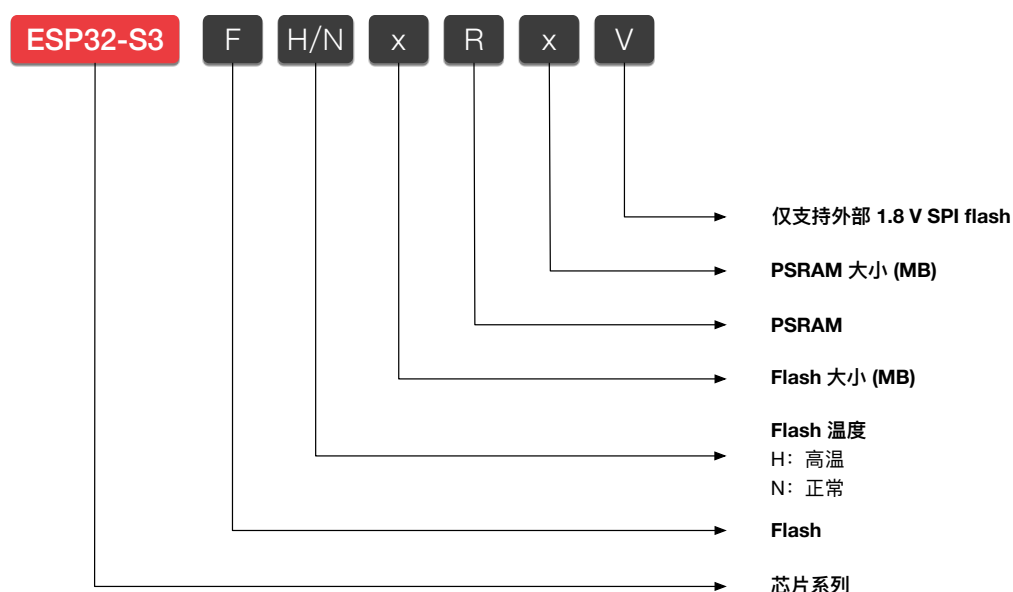 ESP32-S3 F H/N x R x V
仅支持外部 1.8 V SPI flash
PSRAM 大小 (MB)
PSRAM
Flash 大小 (MB)
Flash 温度
H：高温
N：正常
Flash
芯片系列